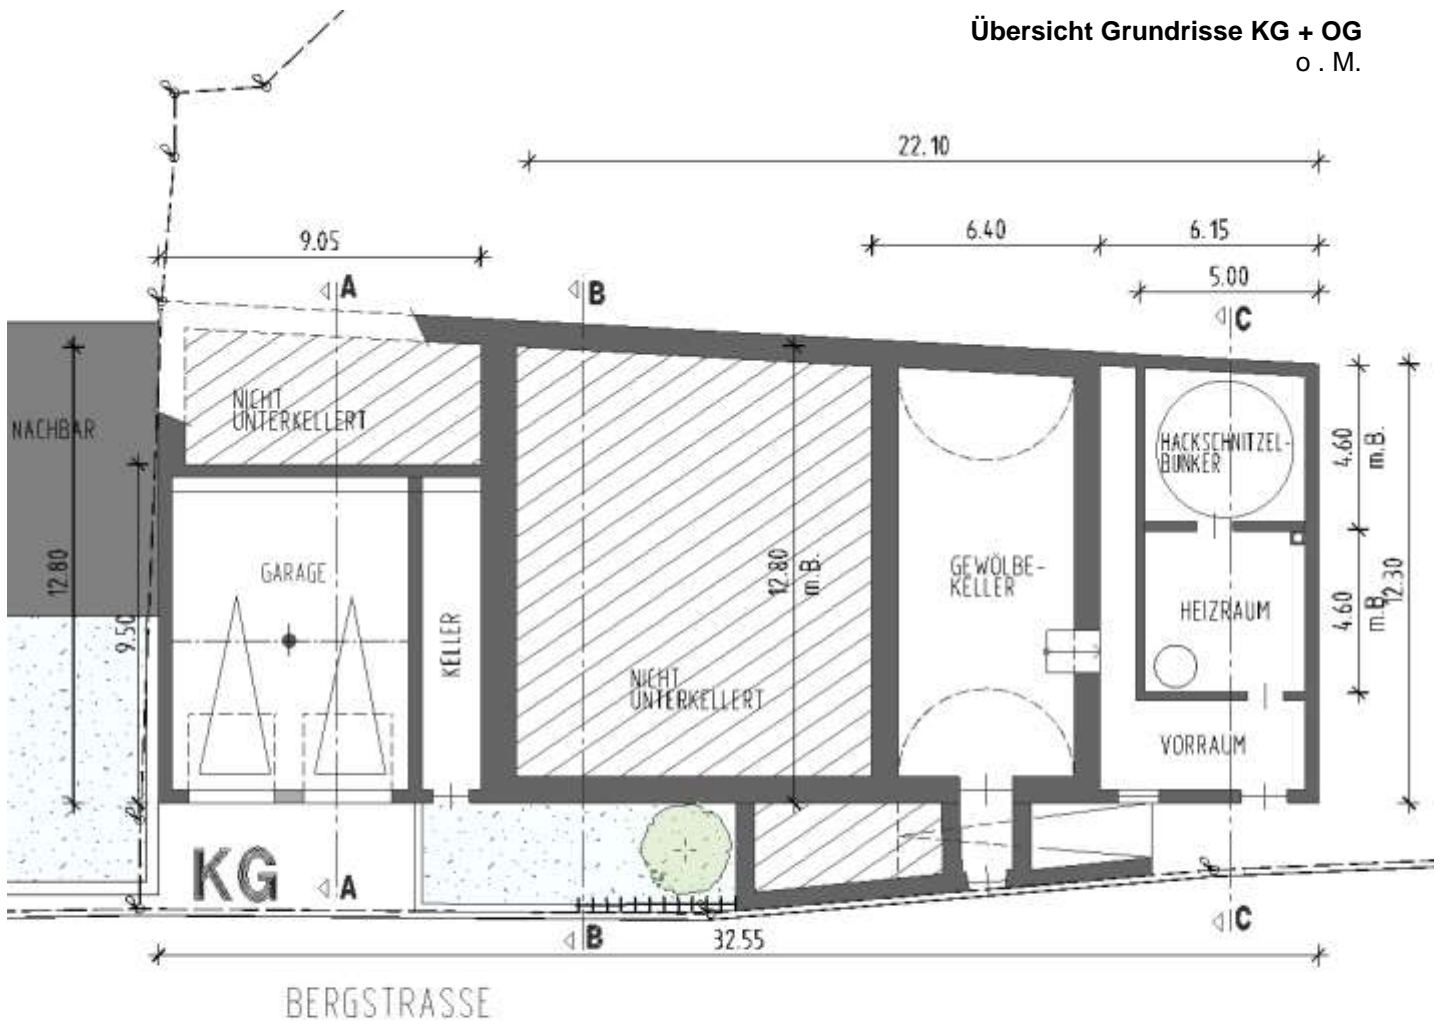 Übersicht Grundrisse KG + OG
o . M.
22.10
9.05
6.40
6.15
5.00
A
B
C
NACHBAR
NICHT
UNTERKELLERT
HACKSCHNITZEL-
BUNKER
4.60
m.B.
12.80
9.50
GARAGE
KELLER
12.80
m.B.
GEWÖLBE-
KELLER
HEIZRAUM
4.60
m.B.
12.30
NICHT
UNTERKELLERT
VORRAUM
KG
A
B
C
32.55
BERGSTRASSE